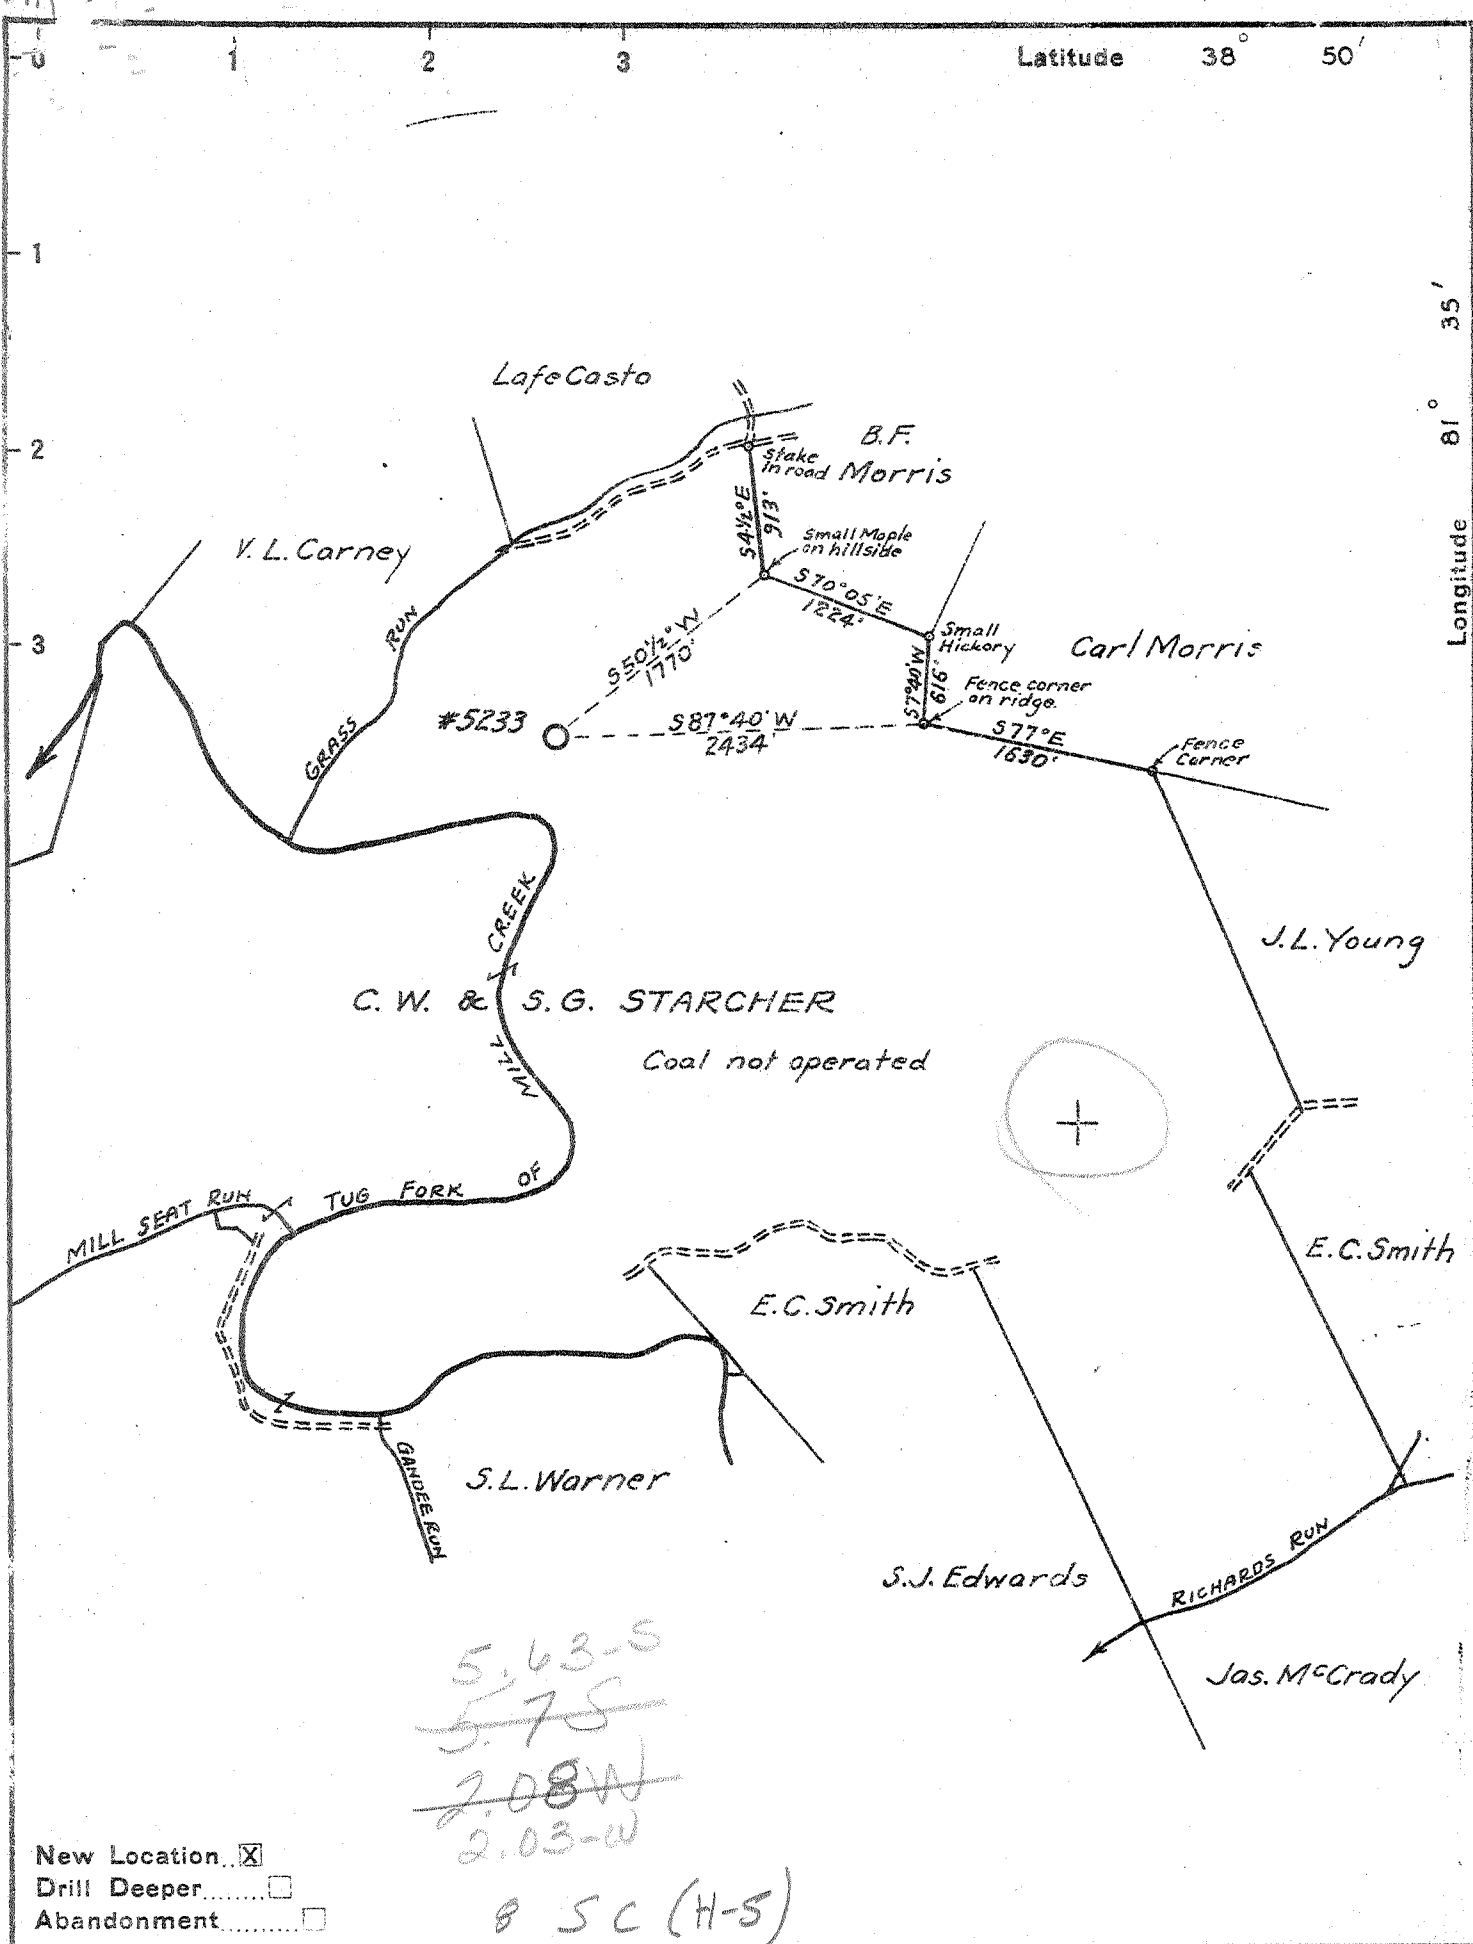 0 1 2 3 Latitude 38° 50'
1
2
3
Longitude 81° 35'
Lafe Casto
B.F.
Morris
Stake
in road
S4½°E
913'
V. L. Carney
Small Maple
on hillside
S70°05'E
1224'
S50½°W
1770'
Small
Hickory
Carl Morris
S7°40'W
616'
Fence corner
on ridge
#5233
S87°40'W
2434'
S77°E
1630'
Fence
Corner
GRASS RUN
J.L. Young
C. W. & S.G. STARCHER
Coal not operated
TUG FORK OF MILL CREEK
MILL SEAT RUN
E.C. Smith
E.C. Smith
GANDEE RUN
S.L. Warner
S.J. Edwards
RICHARDS RUN
Jas. McCrady
5.63-S
5.7 S
2.08 W
2.03-W
New Location..☒
Drill Deeper.......☐
Abandonment..........☐
8 S C (H-5)